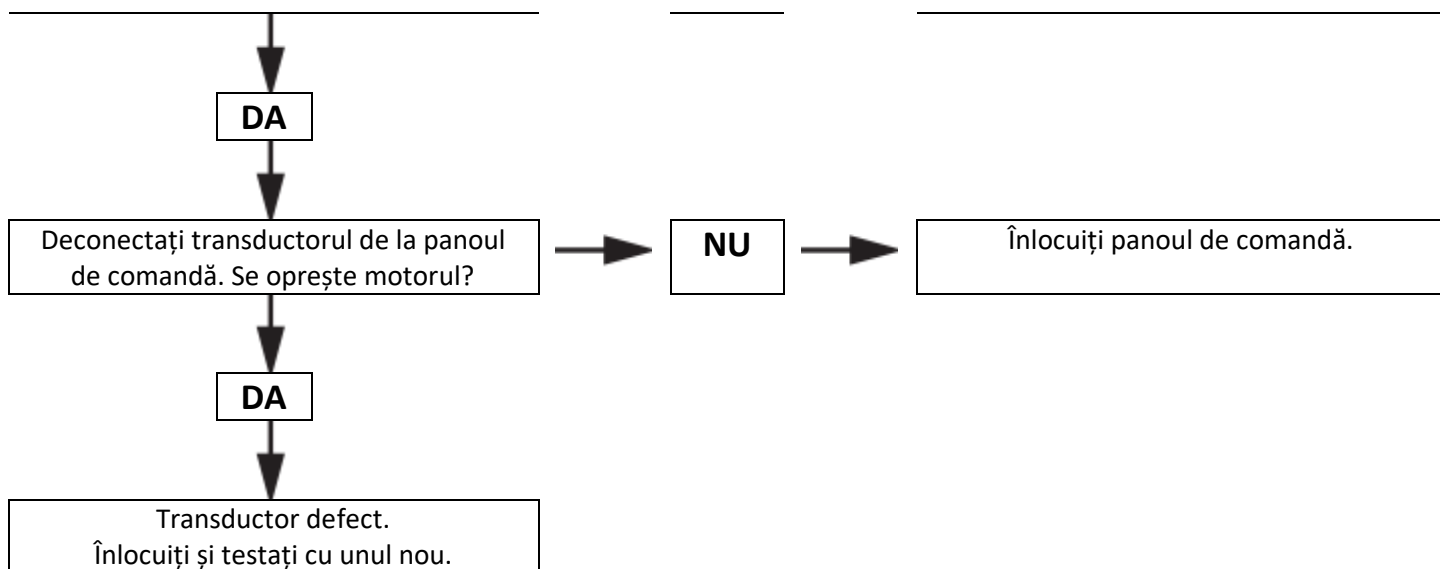 DA
Deconectați transductorul de la panoul
de comandă. Se oprește motorul?
NU
Înlocuiți panoul de comandă.
DA
Transductor defect.
Înlocuiți și testați cu unul nou.